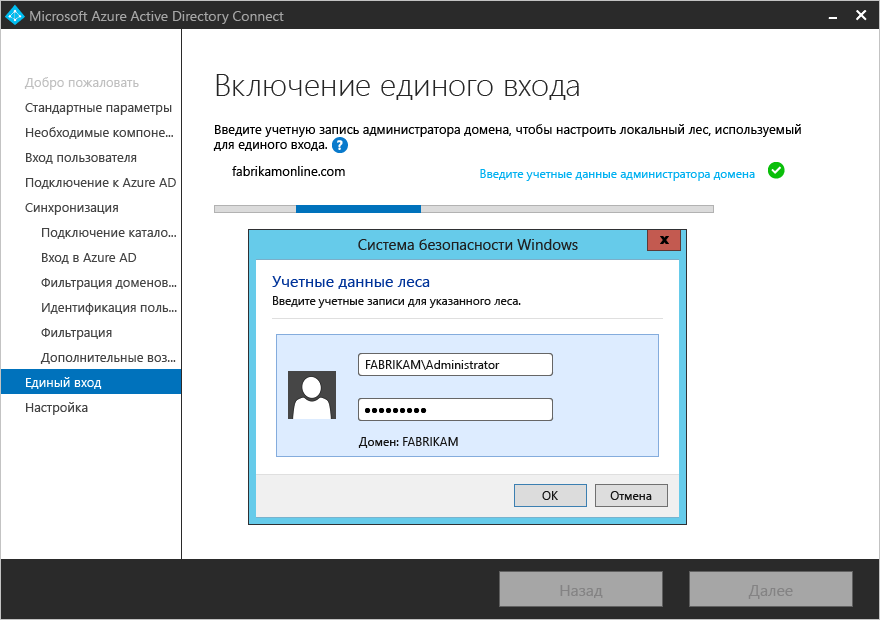 Microsoft Azure Active Directory Connect
Добро пожаловать
Стандартные параметры
Необходимые компоне...
Вход пользователя
Подключение к Azure AD
Синхронизация
Подключение катало...
Вход в Azure AD
Фильтрация доменов...
Идентификация поль...
Фильтрация
Дополнительные воз...
Единый вход
Настройка
Включение единого входа
Введите учетную запись администратора домена, чтобы настроить локальный лес, используемый
для единого входа. ?
fabrikamonline.com
Введите учетные данные администратора домена
Система безопасности Windows
x
Учетные данные леса
Введите учетные записи для указанного леса.
FABRIKAM\Administrator
●●●●●●●●●
Домен: FABRIKAM
OK
Отмена
Назад
Далее